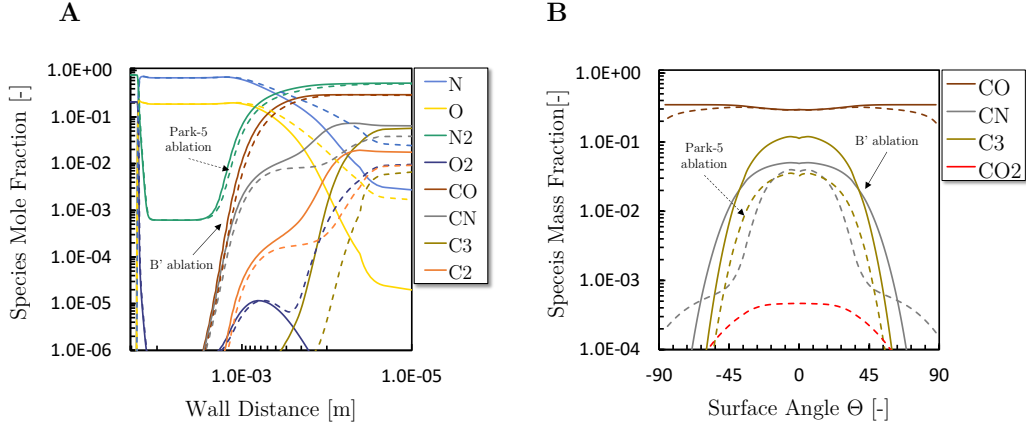 A
Species Mole Fraction [-]
1.0E+00
1.0E-01
1.0E-02
1.0E-03
1.0E-04
1.0E-05
1.0E-06
Park-5
ablation
B' ablation
1.0E-03
1.0E-05
Wall Distance [m]
N
O
N2
O2
CO
CN
C3
C2
B
Speceis Mass Fraction[-]
1.0E+00
1.0E-01
1.0E-02
1.0E-03
1.0E-04
Park-5
ablation
B' ablation
-90
-45
0
45
90
Surface Angle Θ [-]
CO
CN
C3
CO2